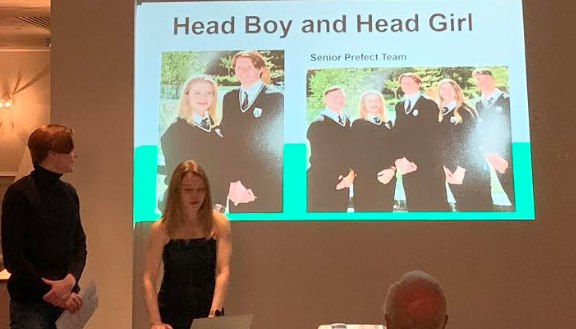 Head Boy and Head Girl
Senior Prefect Team